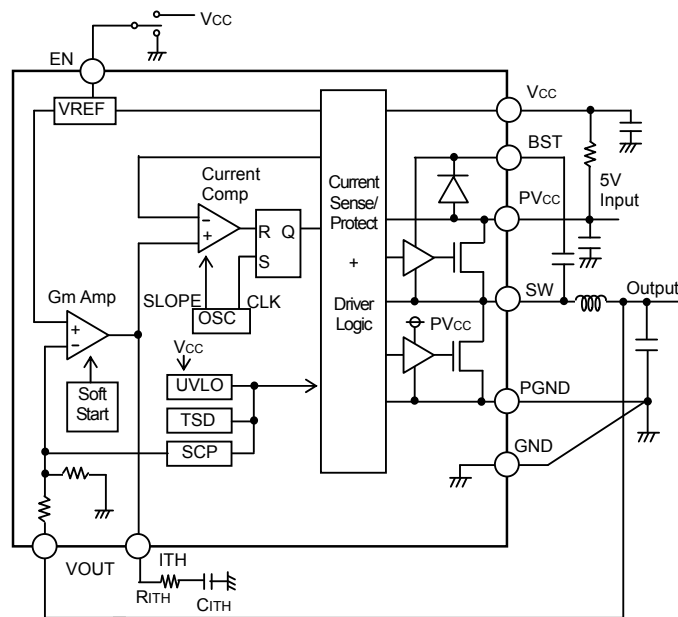 VCC
EN
VREF
VCC
BST
Current
Comp
Current
Sense/
Protect
+
Driver
Logic
5V
Input
PVCC
−
+
R Q
S
SLOPE
OSC
CLK
SW
Output
Gm Amp
+
−
PVCC
VCC
Soft
Start
UVLO
TSD
SCP
PGND
GND
VOUT
ITH
RITH
CITH